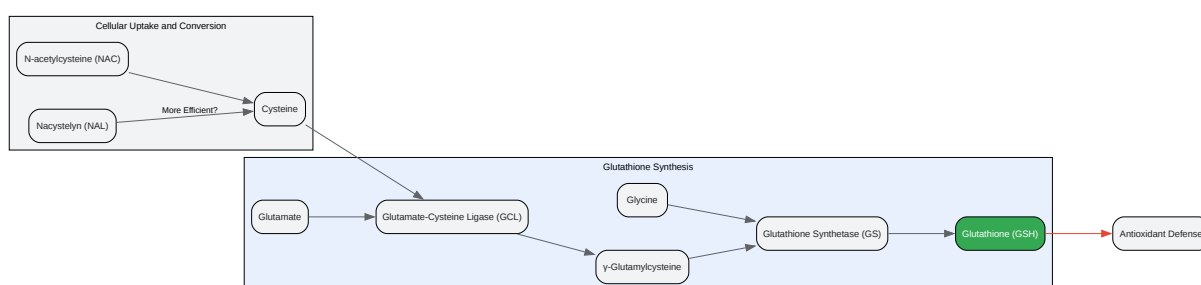 Cellular Uptake and Conversion
N-acetylcysteine (NAC)
Nacystelyn (NAL)
More Efficient?
Cysteine
Glutathione Synthesis
Glutamate
Glutamate-Cysteine Ligase (GCL)
Glycine
γ-Glutamylcysteine
Glutathione Synthetase (GS)
Glutathione (GSH)
Antioxidant Defense